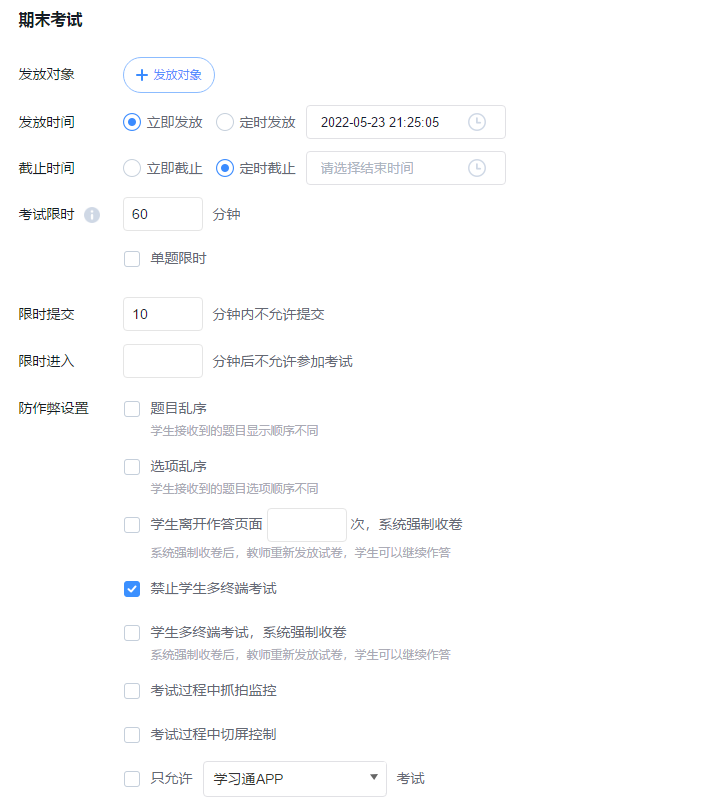 期末考试
发放对象 + 发放对象
发放时间 立即发放 定时发放 2022-05-23 21:25:05
截止时间 立即截止 定时截止 请选择结束时间
考试限时 60 分钟
单题限时
限时提交 10 分钟内不允许提交
限时进入 分钟后不允许参加考试
防作弊设置 题目乱序
学生接收到的题目显示顺序不同
选项乱序
学生接收到的题目选项顺序不同
学生离开作答页面 次，系统强制收卷
系统强制收卷后，教师重新发放试卷，学生可以继续作答
禁止学生多终端考试
学生多终端考试，系统强制收卷
系统强制收卷后，教师重新发放试卷，学生可以继续作答
考试过程中抓拍监控
考试过程中切屏控制
只允许 学习通APP 考试